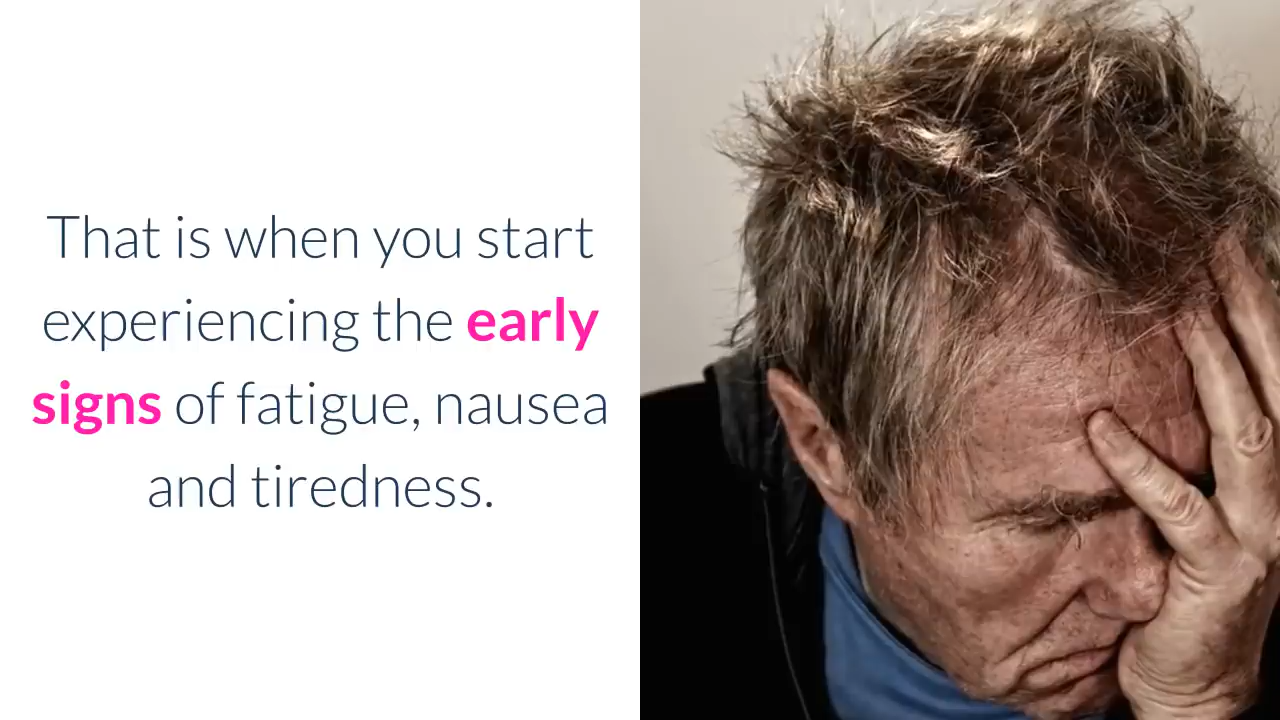 That is when you start
experiencing the early
signs of fatigue, nausea
and tiredness.